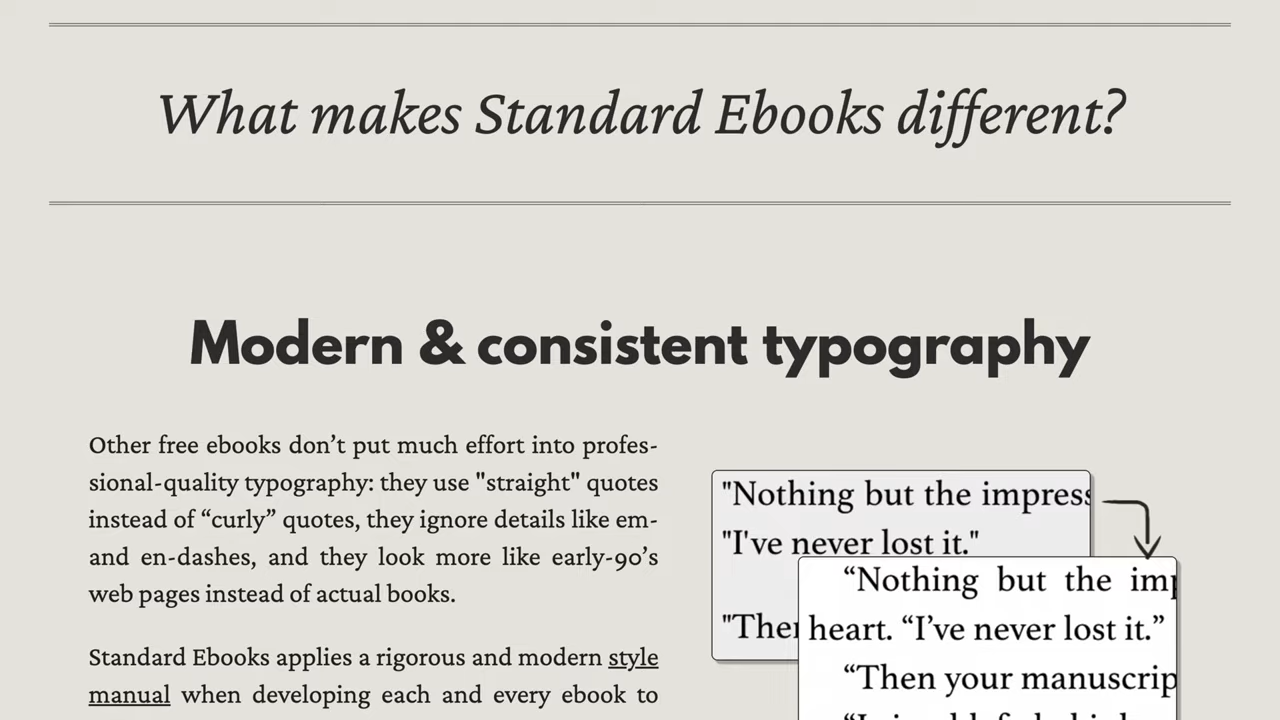 What makes Standard Ebooks different?
Modern & consistent typography
Other free ebooks don’t put much effort into profes-
sional-quality typography: they use "straight" quotes
instead of “curly” quotes, they ignore details like em-
and en-dashes, and they look more like early-90’s
web pages instead of actual books.
Standard Ebooks applies a rigorous and modern style
manual when developing each and every ebook to
"Nothing but the impress
"I've never lost it."
"Then
“Nothing but the imp
heart. “I’ve never lost it.”
“Then your manuscrip